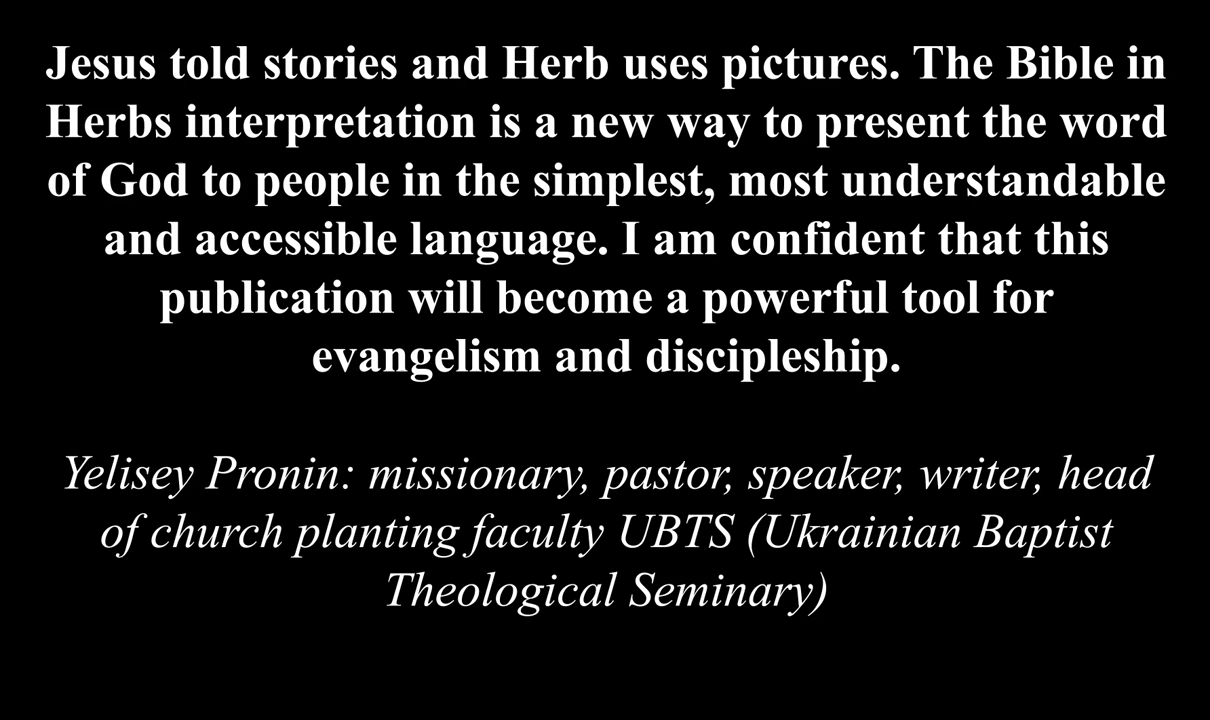 Jesus told stories and Herb uses pictures. The Bible in
Herbs interpretation is a new way to present the word
of God to people in the simplest, most understandable
and accessible language. I am confident that this
publication will become a powerful tool for
evangelism and discipleship.
Yelisey Pronin: missionary, pastor, speaker, writer, head
of church planting faculty UBTS (Ukrainian Baptist
Theological Seminary)